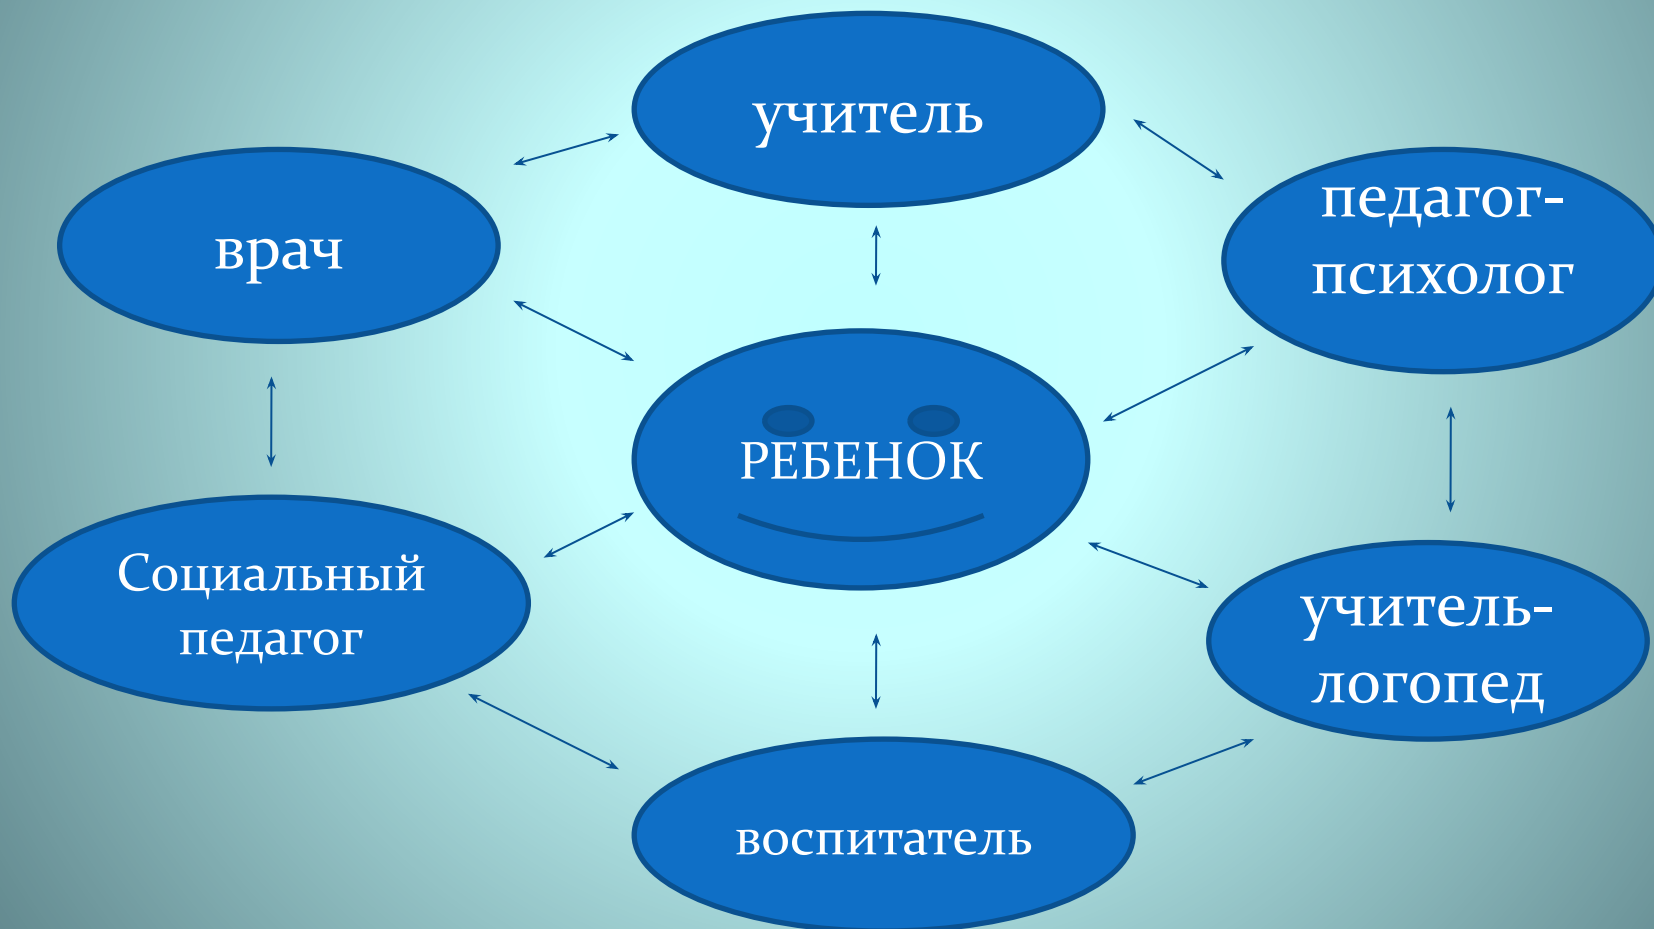 учитель
врач
педагог-
психолог
РЕБЕНОК
Социальный
педагог
учитель-
логопед
воспитатель